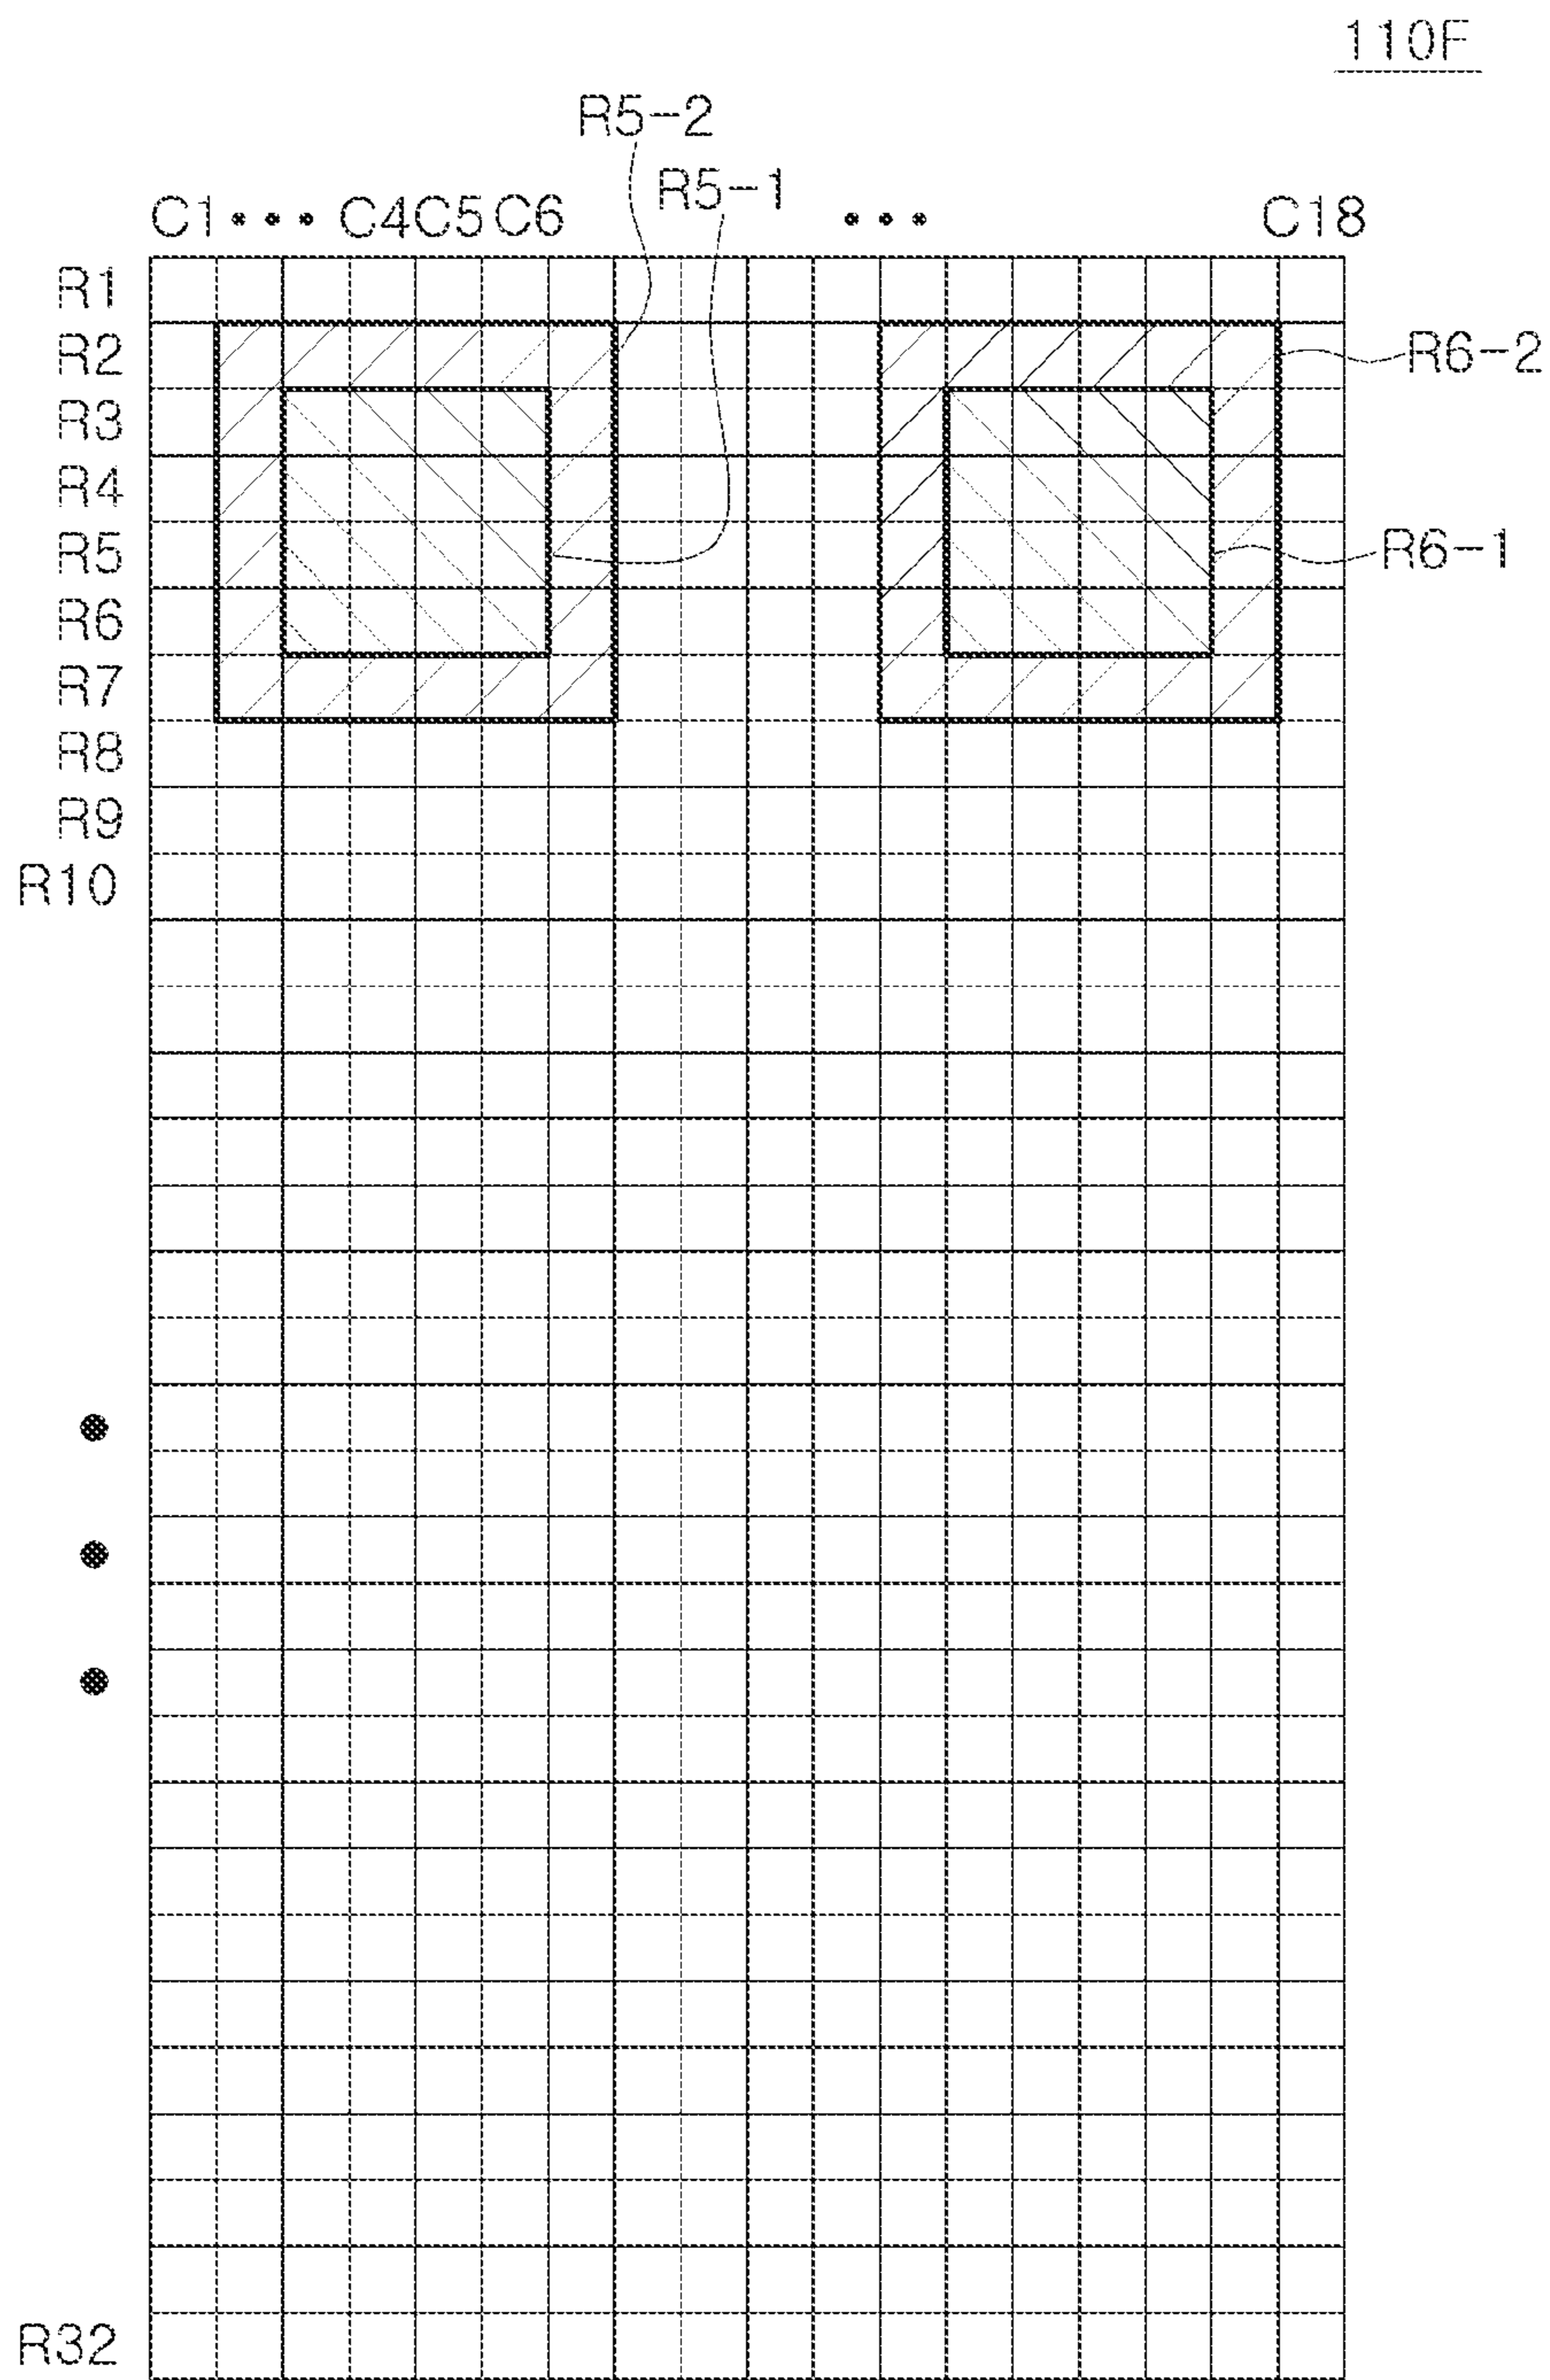 110F
R5-2
R5-1
C1 ••• C4 C5 C6 ••• C18
R1
R2
R6-2
R3
R4
R5
R6-1
R6
R7
R8
R9
R10
R32